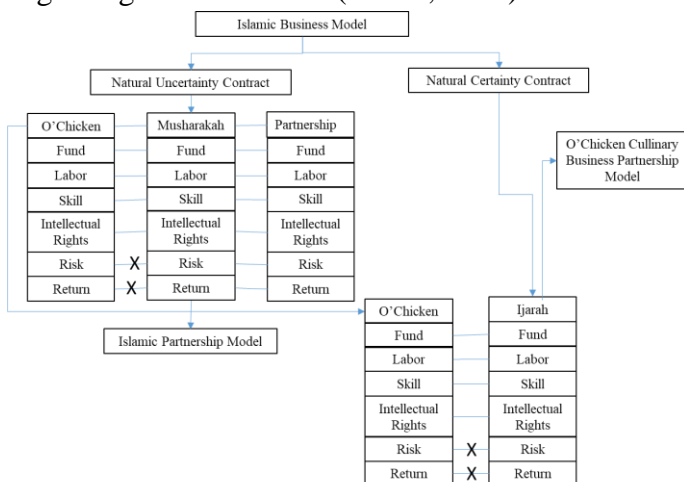 Islamic Business Model
Natural Uncertainty Contract
Natural Certainty Contract
O'Chicken
Fund
Labor
Skill
Intellectual
Rights
Risk
Return
Musharakah
Fund
Labor
Skill
Intellectual
Rights
Risk
Return
Partnership
Fund
Labor
Skill
Intellectual
Rights
Risk
Return
X
X
O'Chicken Cullinary
Business Partnership
Model
Islamic Partnership Model
O'Chicken
Fund
Labor
Skill
Intellectual
Rights
Risk
Return
Ijarah
Fund
Labor
Skill
Intellectual
Rights
Risk
Return
X
X